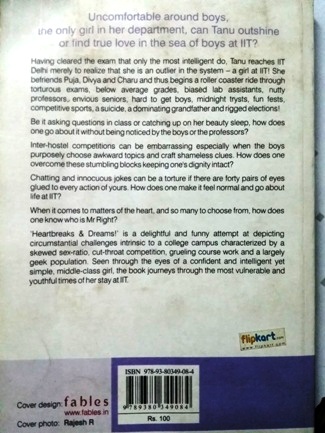 Uncomfortable around boys,
the only girl in her department, can Tanu outshine
or find true love in the sea of boys at IIT?
Having cleared the exam that only the most intelligent do, Tanu reaches IIT
Delhi merely to realize that she is an outlier in the system – a girl at IIT! She
befriends Puja, Divya and Charu and thus begins a roller coaster ride through
torturous exams, below average grades, biased lab assistants, nutty
professors, envious seniors, hard to get boys, midnight trysts, fun fests,
competitive sports, a suicide, a dominating grandfather and rigged elections!
Be it asking questions in class or catching up on her beauty sleep, how does
one go about it without being noticed by the boys or the professors?
Inter-hostel competitions can be embarrassing especially when the boys
purposely choose awkward topics and craft shameless clues. How does one
overcome these stumbling blocks keeping one's dignity intact?
Chatting and innocuous jokes can be a torture if there are forty pairs of eyes
glued to every action of yours. How does one make it feel normal and go about
life at IIT?
When it comes to matters of the heart, and so many to choose from, how does
one know who is Mr Right?
'Heartbreaks & Dreams!' is a delightful and funny attempt at depicting
circumstantial challenges intrinsic to a college campus characterized by a
skewed sex-ratio, cut-throat competition, grueling course work and a largely
geek population. Seen through the eyes of a confident and intelligent yet
simple, middle-class girl, the book journeys through the most vulnerable and
youthful times of her stay at IIT.
flipkart.com
www.flipkart.com
ISBN 978-93-80349-08-4
9 789380 349084
Rs. 100
Cover design: fables
www.fables.in
Cover photo: Rajesh R